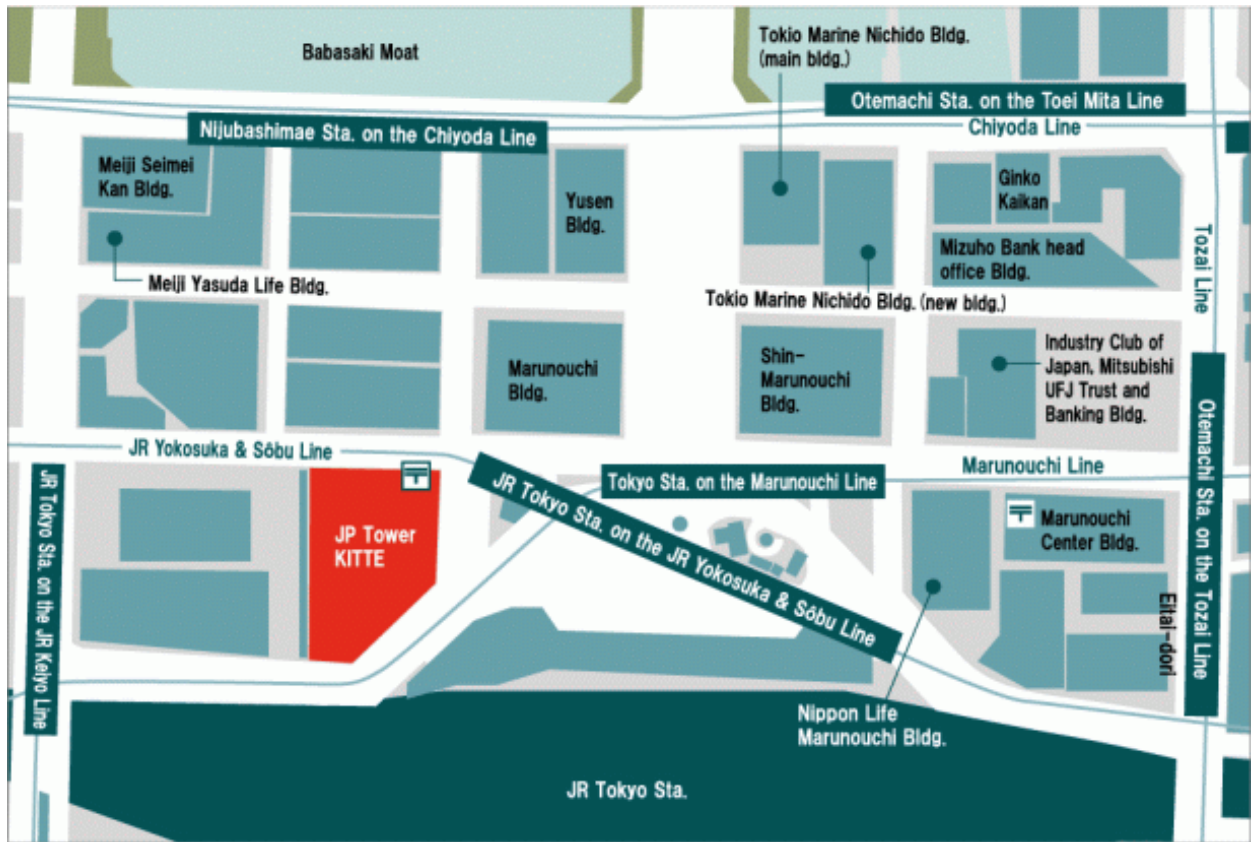 Babasaki Moat
Tokio Marine Nichido Bldg.
(main bldg.)
Otemachi Sta. on the Toei Mita Line
Nijubashimae Sta. on the Chiyoda Line
Chiyoda Line
Meiji Seimei
Kan Bldg.
Yusen
Bldg.
Ginko
Kaikan
Mizuho Bank head
office Bldg.
Tozai Line
Meiji Yasuda Life Bldg.
Tokio Marine Nichido Bldg. (new bldg.)
Marunouchi
Bldg.
Shin-
Marunouchi
Bldg.
Industry Club of
Japan, Mitsubishi
UFJ Trust and
Banking Bldg.
JR Yokosuka & Sôbu Line
Marunouchi Line
Tokyo Sta. on the Marunouchi Line
JR Tokyo Sta. on the JR Yokosuka & Sôbu Line
Otemachi Sta. on the Tozai Line
JR Tokyo Sta. on the JR Keiyo Line
JP Tower
KITTE
〒
〒
Marunouchi
Center Bldg.
Eitai-dori
Nippon Life
Marunouchi Bldg.
JR Tokyo Sta.